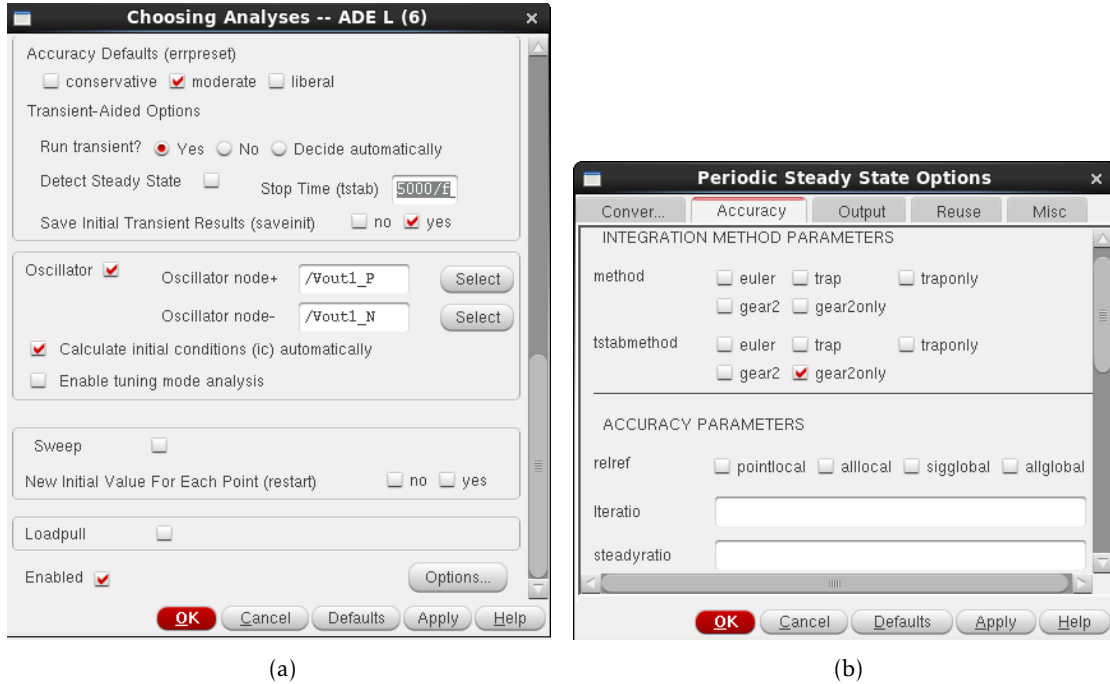 Choosing Analyses -- ADE L (6)
Accuracy Defaults (errpreset)
conservative moderate liberal
Transient-Aided Options
Run transient? Yes No Decide automatically
Detect Steady State Stop Time (tstab) 5000/f
Save Initial Transient Results (saveinit) no yes
Oscillator Oscillator node+ /Vout1_P Select
Oscillator node- /Vout1_N Select
Calculate initial conditions (ic) automatically
Enable tuning mode analysis
Sweep
New Initial Value For Each Point (restart) no yes
Loadpull
Enabled Options...
OK Cancel Defaults Apply Help
(a)
Periodic Steady State Options
Conver... Accuracy Output Reuse Misc
INTEGRATION METHOD PARAMETERS
method euler trap traponly
gear2 gear2only
tstabmethod euler trap traponly
gear2 gear2only
ACCURACY PARAMETERS
relref pointlocal alllocal sigglobal allglobal
lteratio
steadyratio
OK Cancel Defaults Apply Help
(b)